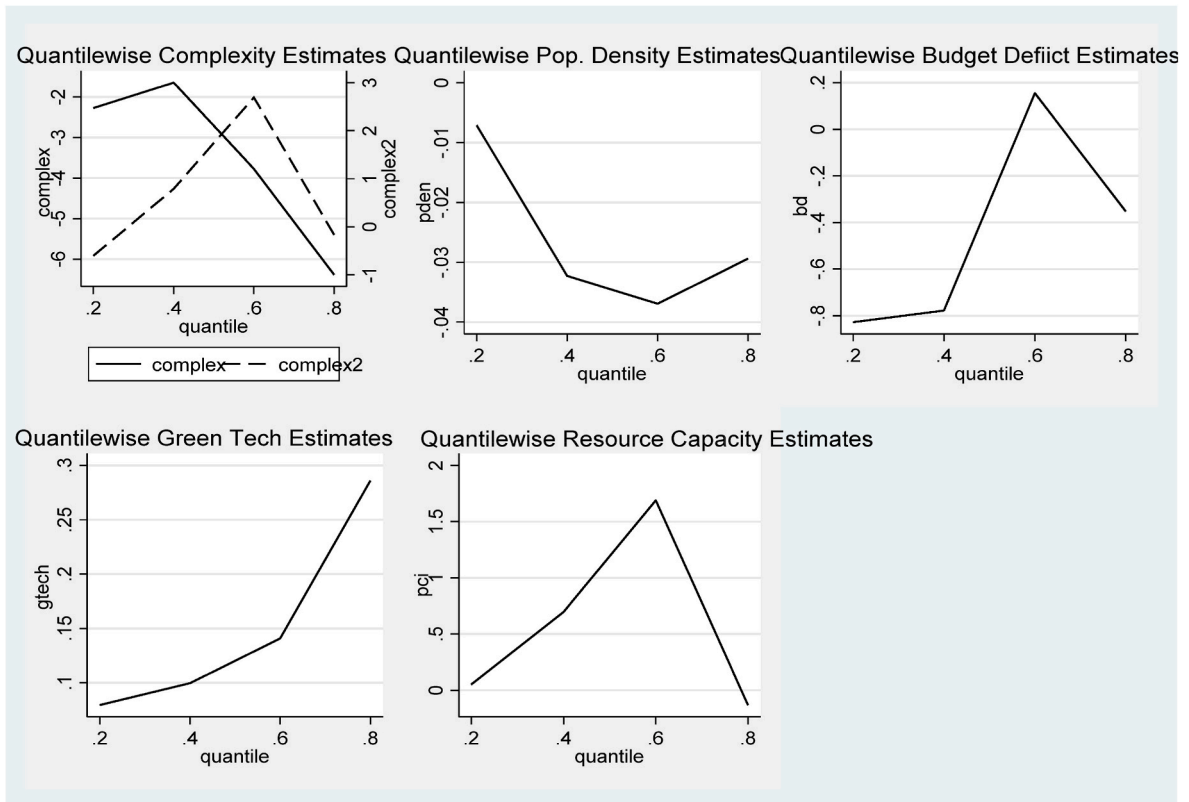 Quantilewise Complexity Estimates
complex
-2
-3
-4
-5
-6
3
2
1
0
-1
complex2
.2 .4 .6 .8
quantile
complex complex2
Quantilewise Pop. Density Estimates
pden
0
-.01
-.02
-.03
-.04
.2 .4 .6 .8
quantile
Quantilewise Budget Defiict Estimates
bd
.2
0
-.2
-.4
-.6
-.8
.2 .4 .6 .8
quantile
Quantilewise Green Tech Estimates
gtech
.3
.25
.2
.15
.1
.2 .4 .6 .8
quantile
Quantilewise Resource Capacity Estimates
pci
2
1.5
1
.5
0
.2 .4 .6 .8
quantile